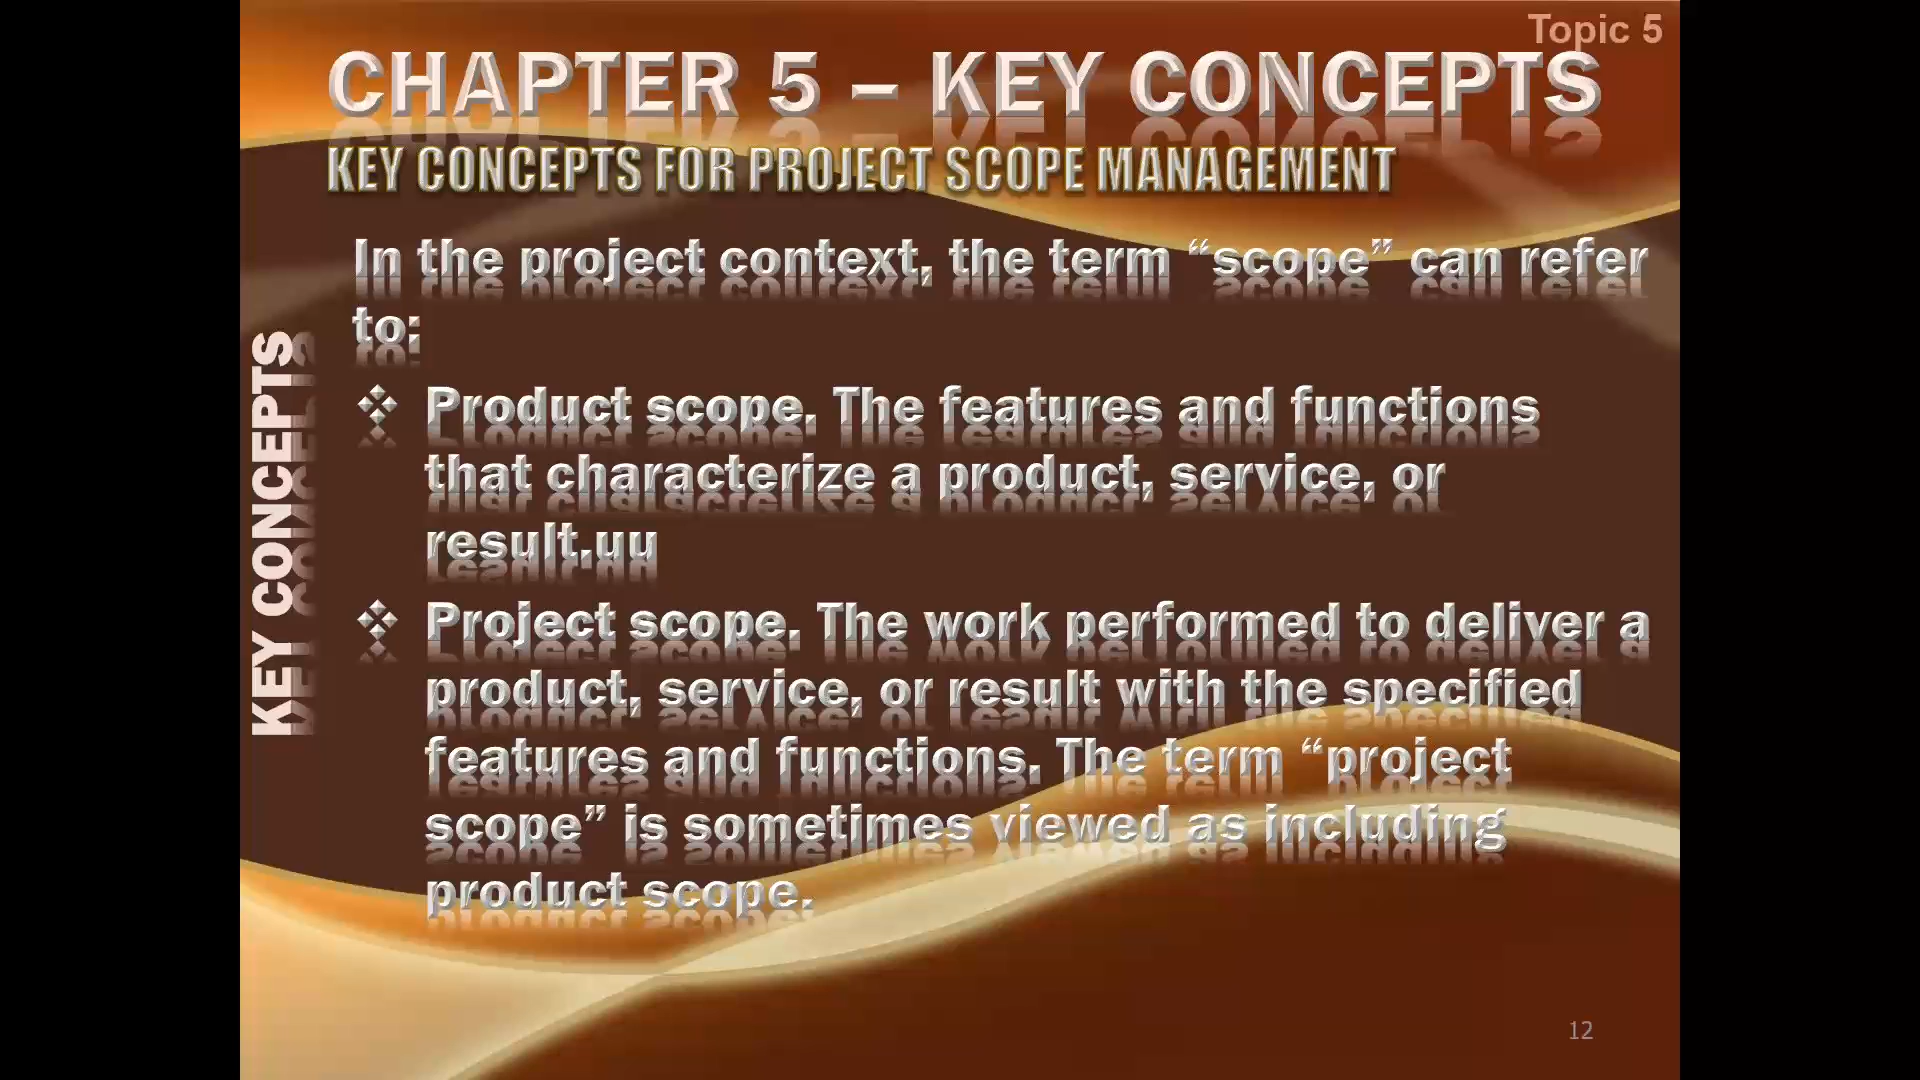 Topic 5
CHAPTER 5 – KEY CONCEPTS
KEY CONCEPTS FOR PROJECT SCOPE MANAGEMENT
KEY CONCEPTS
In the project context, the term “scope” can refer
to:
❖ Product scope. The features and functions
that characterize a product, service, or
result.uu
❖ Project scope. The work performed to deliver a
product, service, or result with the specified
features and functions. The term “project
scope” is sometimes viewed as including
product scope.
12